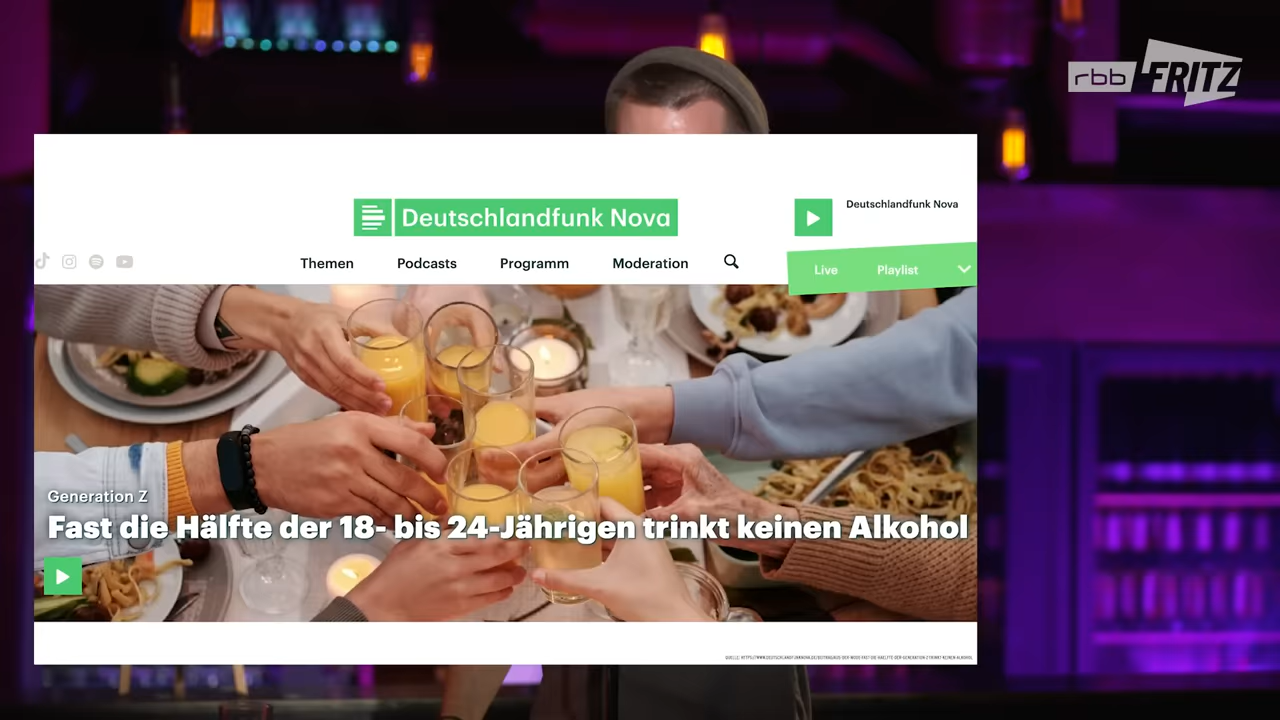 rbb FRITZ
Deutschlandfunk Nova
Deutschlandfunk Nova
Themen Podcasts Programm Moderation
Live Playlist
Generation Z
Fast die Hälfte der 18- bis 24-Jährigen trinkt keinen Alkohol